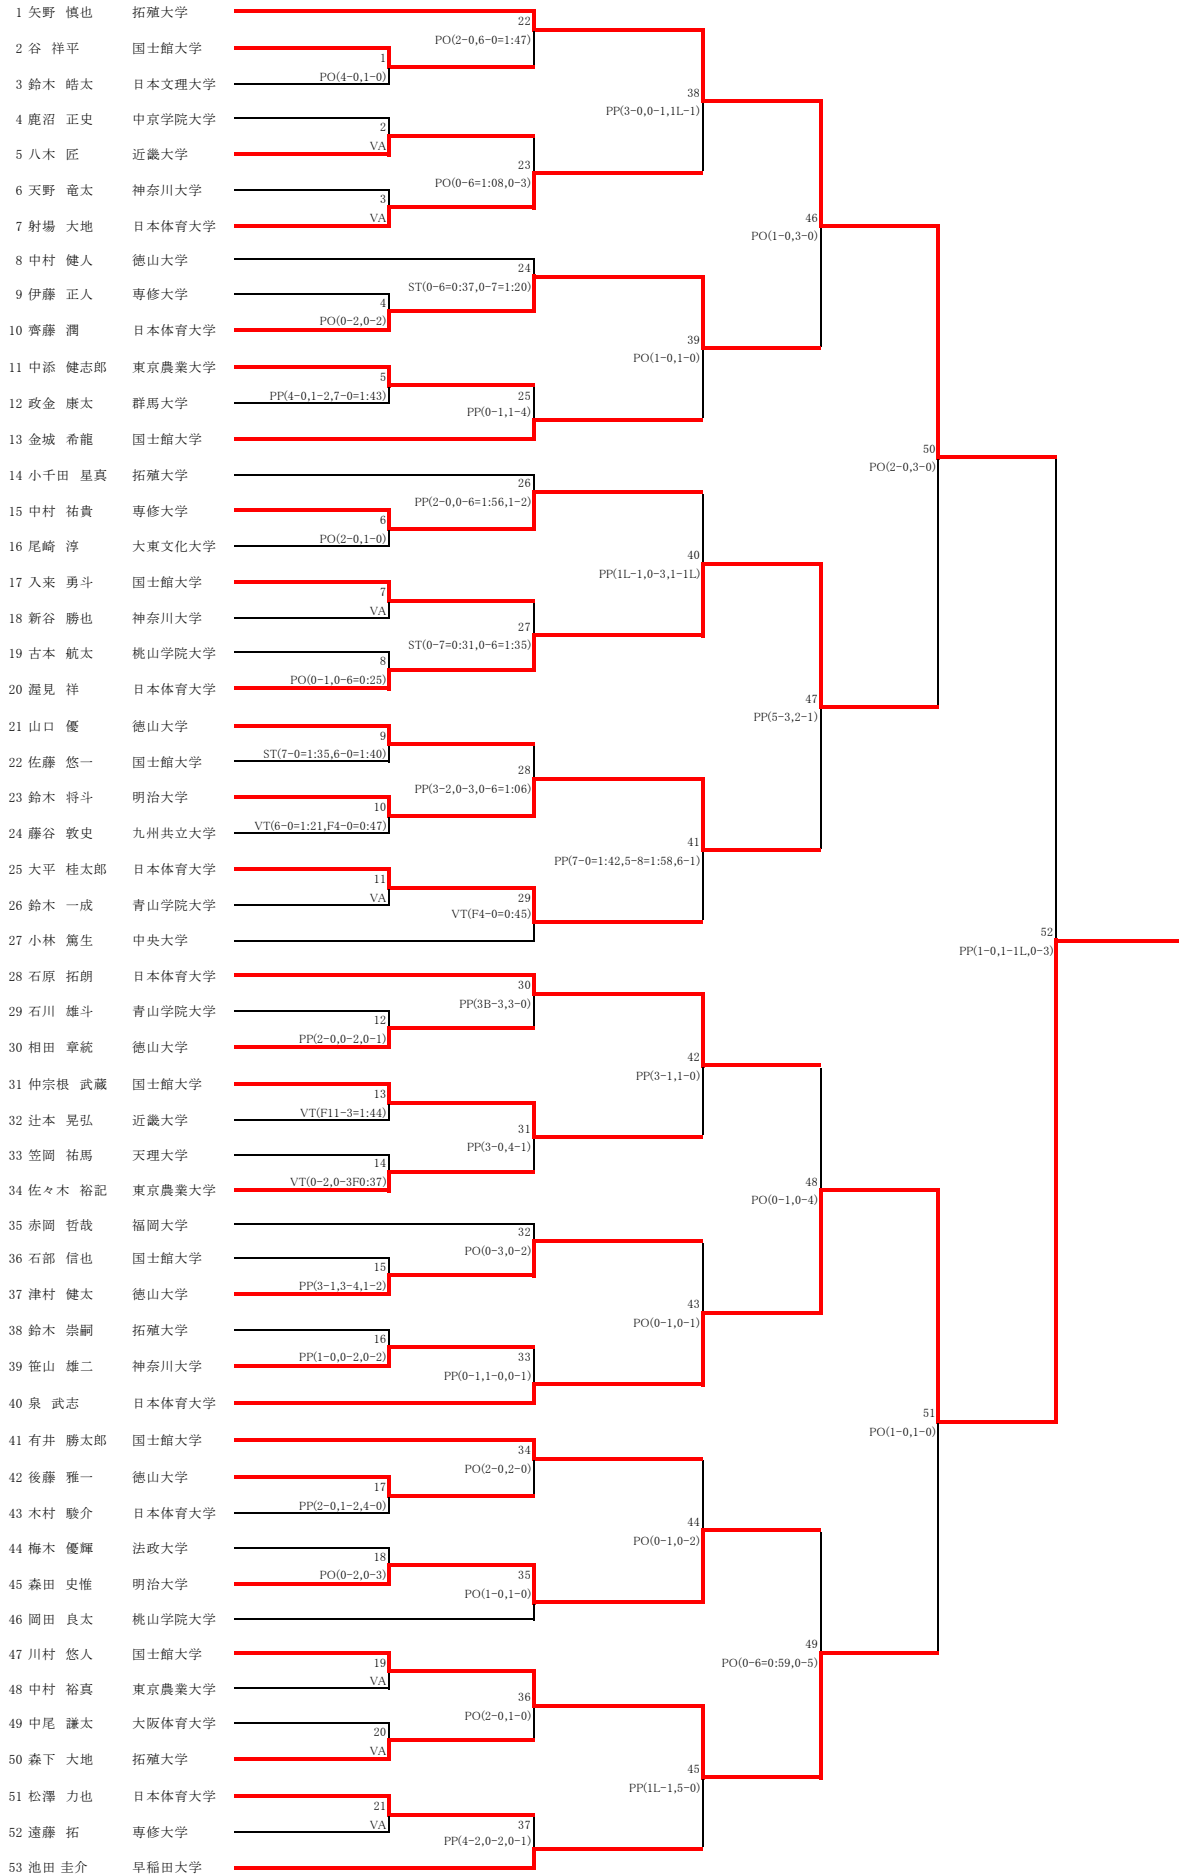 1 矢野 慎也 拓殖大学
2 谷 祥平 国士館大学
3 鈴木 皓太 日本文理大学
4 鹿沼 正史 中京学院大学
5 八木 匠 近畿大学
6 天野 竜太 神奈川大学
7 射場 大地 日本体育大学
8 中村 健人 徳山大学
9 伊藤 正人 専修大学
10 齊藤 潤 日本体育大学
11 中添 健志郎 東京農業大学
12 政金 康太 群馬大学
13 金城 希龍 国士館大学
14 小千田 星真 拓殖大学
15 中村 祐貴 専修大学
16 尾崎 淳 大東文化大学
17 入来 勇斗 国士館大学
18 新谷 勝也 神奈川大学
19 古本 航太 桃山学院大学
20 渥見 祥 日本体育大学
21 山口 優 徳山大学
22 佐藤 悠一 国士館大学
23 鈴木 将斗 明治大学
24 藤谷 敦史 九州共立大学
25 大平 桂太郎 日本体育大学
26 鈴木 一成 青山学院大学
27 小林 篤生 中央大学
28 石原 拓朗 日本体育大学
29 石川 雄斗 青山学院大学
30 相田 章統 徳山大学
31 仲宗根 武蔵 国士館大学
32 辻本 晃弘 近畿大学
33 笠岡 祐馬 天理大学
34 佐々木 裕記 東京農業大学
35 赤岡 哲哉 福岡大学
36 石部 信也 国士館大学
37 津村 健太 徳山大学
38 鈴木 崇嗣 拓殖大学
39 笹山 雄二 神奈川大学
40 泉 武志 日本体育大学
41 有井 勝太郎 国士館大学
42 後藤 雅一 徳山大学
43 木村 駿介 日本体育大学
44 梅木 優輝 法政大学
45 森田 史惟 明治大学
46 岡田 良太 桃山学院大学
47 川村 悠人 国士館大学
48 中村 裕真 東京農業大学
49 中尾 謙太 大阪体育大学
50 森下 大地 拓殖大学
51 松澤 力也 日本体育大学
52 遠藤 拓 専修大学
53 池田 圭介 早稲田大学
1
PO(4-0,1-0)
2
VA
3
VA
4
PO(0-2,0-2)
5
PP(4-0,1-2,7-0=1:43)
6
PO(2-0,1-0)
7
VA
8
PO(0-1,0-6=0:25)
9
ST(7-0=1:35,6-0=1:40)
10
VT(6-0=1:21,F4-0=0:47)
11
VA
12
PP(2-0,0-2,0-1)
13
VT(F11-3=1:44)
14
VT(0-2,0-3F0:37)
15
PP(3-1,3-4,1-2)
16
PP(1-0,0-2,0-2)
17
PP(2-0,1-2,4-0)
18
PO(0-2,0-3)
19
VA
20
VA
21
VA
22
PO(2-0,6-0=1:47)
23
PO(0-6=1:08,0-3)
24
ST(0-6=0:37,0-7=1:20)
25
PP(0-1,1-4)
26
PP(2-0,0-6=1:56,1-2)
27
ST(0-7=0:31,0-6=1:35)
28
PP(3-2,0-3,0-6=1:06)
29
VT(F4-0=0:45)
30
PP(3B-3,3-0)
31
PP(3-0,4-1)
32
PO(0-3,0-2)
33
PP(0-1,1-0,0-1)
34
PO(2-0,2-0)
35
PO(1-0,1-0)
36
PO(2-0,1-0)
37
PP(4-2,0-2,0-1)
38
PP(3-0,0-1,1L-1)
39
PO(1-0,1-0)
40
PP(1L-1,0-3,1-1L)
41
PP(7-0=1:42,5-8=1:58,6-1)
42
PP(3-1,1-0)
43
PO(0-1,0-1)
44
PO(0-1,0-2)
45
PP(1L-1,5-0)
46
PO(1-0,3-0)
47
PP(5-3,2-1)
48
PO(0-1,0-4)
49
PO(0-6=0:59,0-5)
50
PO(2-0,3-0)
51
PO(1-0,1-0)
52
PP(1-0,1-1L,0-3)